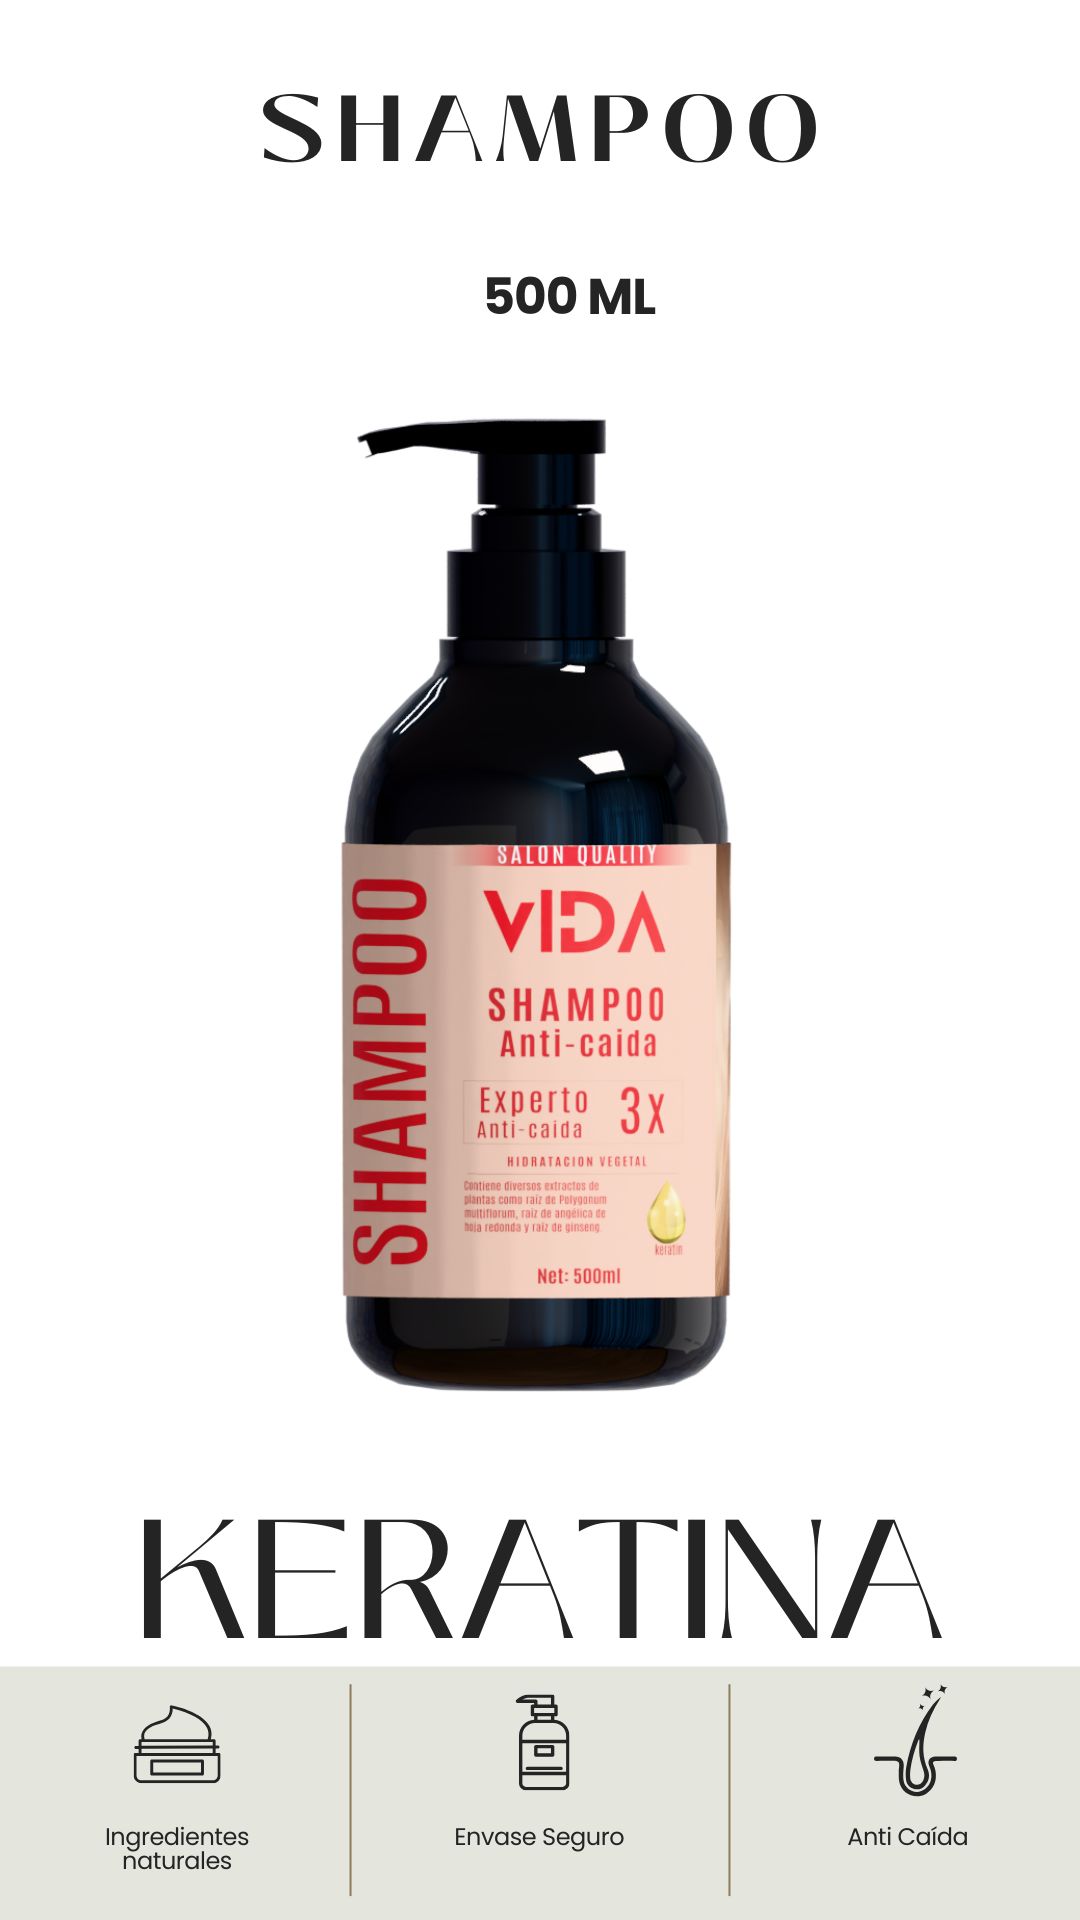 SHAMPOO
500 ML
SALON QUALITY
VIDA
SHAMPOO
SHAMPOO
Anti-caida
Experto
Anti-caida
3x
HIDRATACION VEGETAL
Contiene diversos extractos de
plantas como raíz de Polygonum
multiflorum, raiz de angélica de
hoja redonda y raíz de ginseng.
keratin
Net: 500ml
KERATINA
Ingredientes
naturales
Envase Seguro
Anti Caída